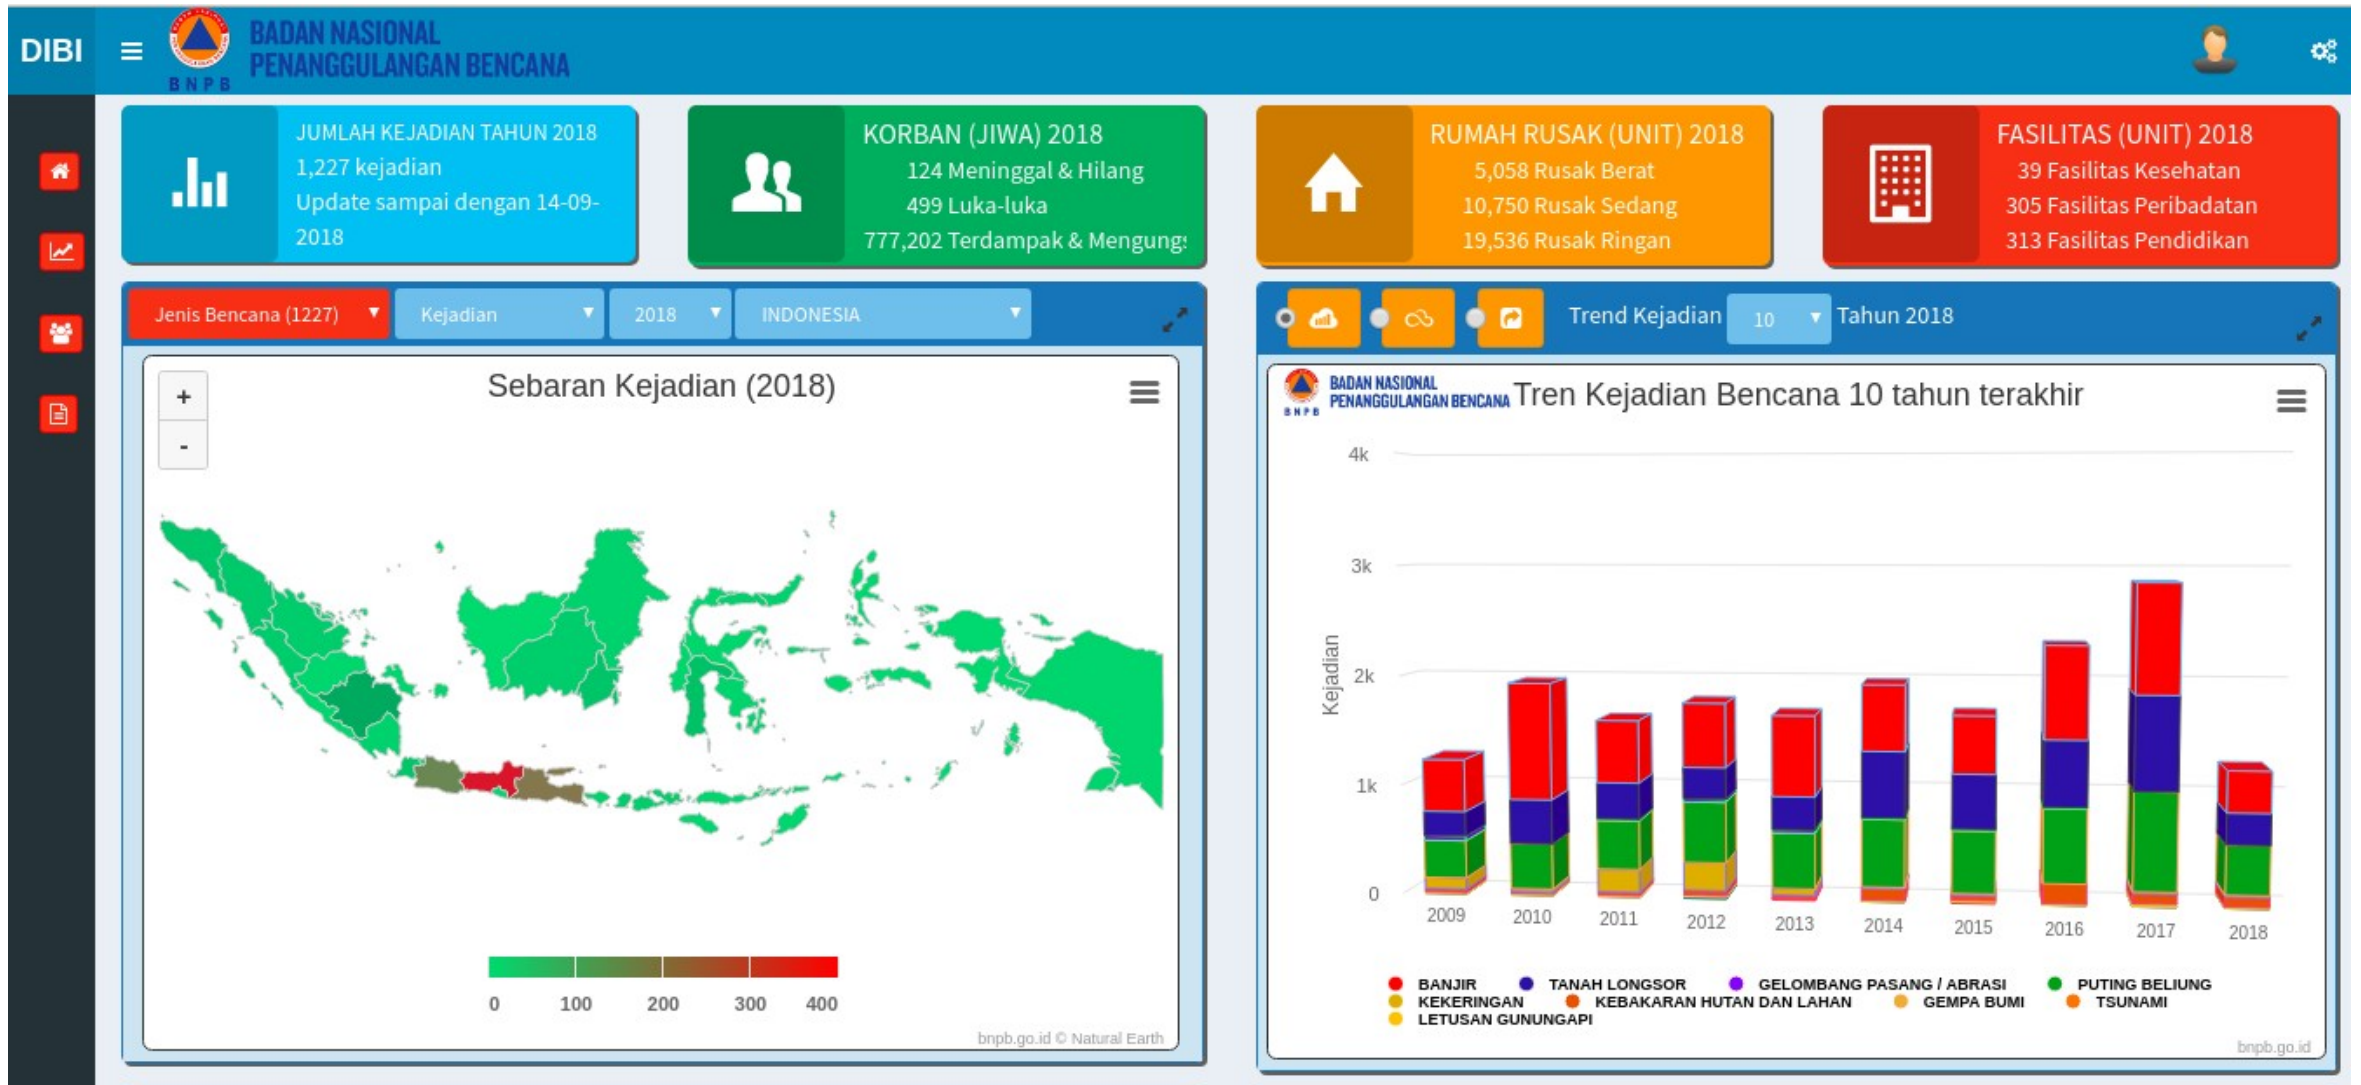 DIBI
BADAN NASIONAL
PENANGGULANGAN BENCANA
BNPB
JUMLAH KEJADIAN TAHUN 2018
1,227 kejadian
Update sampai dengan 14-09-
2018
KORBAN (JIWA) 2018
124 Meninggal & Hilang
499 Luka-luka
777,202 Terdampak & Mengungs
RUMAH RUSAK (UNIT) 2018
5,058 Rusak Berat
10,750 Rusak Sedang
19,536 Rusak Ringan
FASILITAS (UNIT) 2018
39 Fasilitas Kesehatan
305 Fasilitas Peribadatan
313 Fasilitas Pendidikan
Jenis Bencana (1227) Kejadian 2018 INDONESIA
Trend Kejadian 10 Tahun 2018
+
-
Sebaran Kejadian (2018)
0 100 200 300 400
bnpb.go.id © Natural Earth
BADAN NASIONAL
PENANGGULANGAN BENCANA
BNPB
Tren Kejadian Bencana 10 tahun terakhir
4k
3k
2k
1k
0
Kejadian
2009 2010 2011 2012 2013 2014 2015 2016 2017 2018
BANJIR TANAH LONGSOR GELOMBANG PASANG / ABRASI PUTING BELIUNG
KEKERINGAN KEBAKARAN HUTAN DAN LAHAN GEMPA BUMI TSUNAMI
LETUSAN GUNUNGAPI
bnpb.go.id